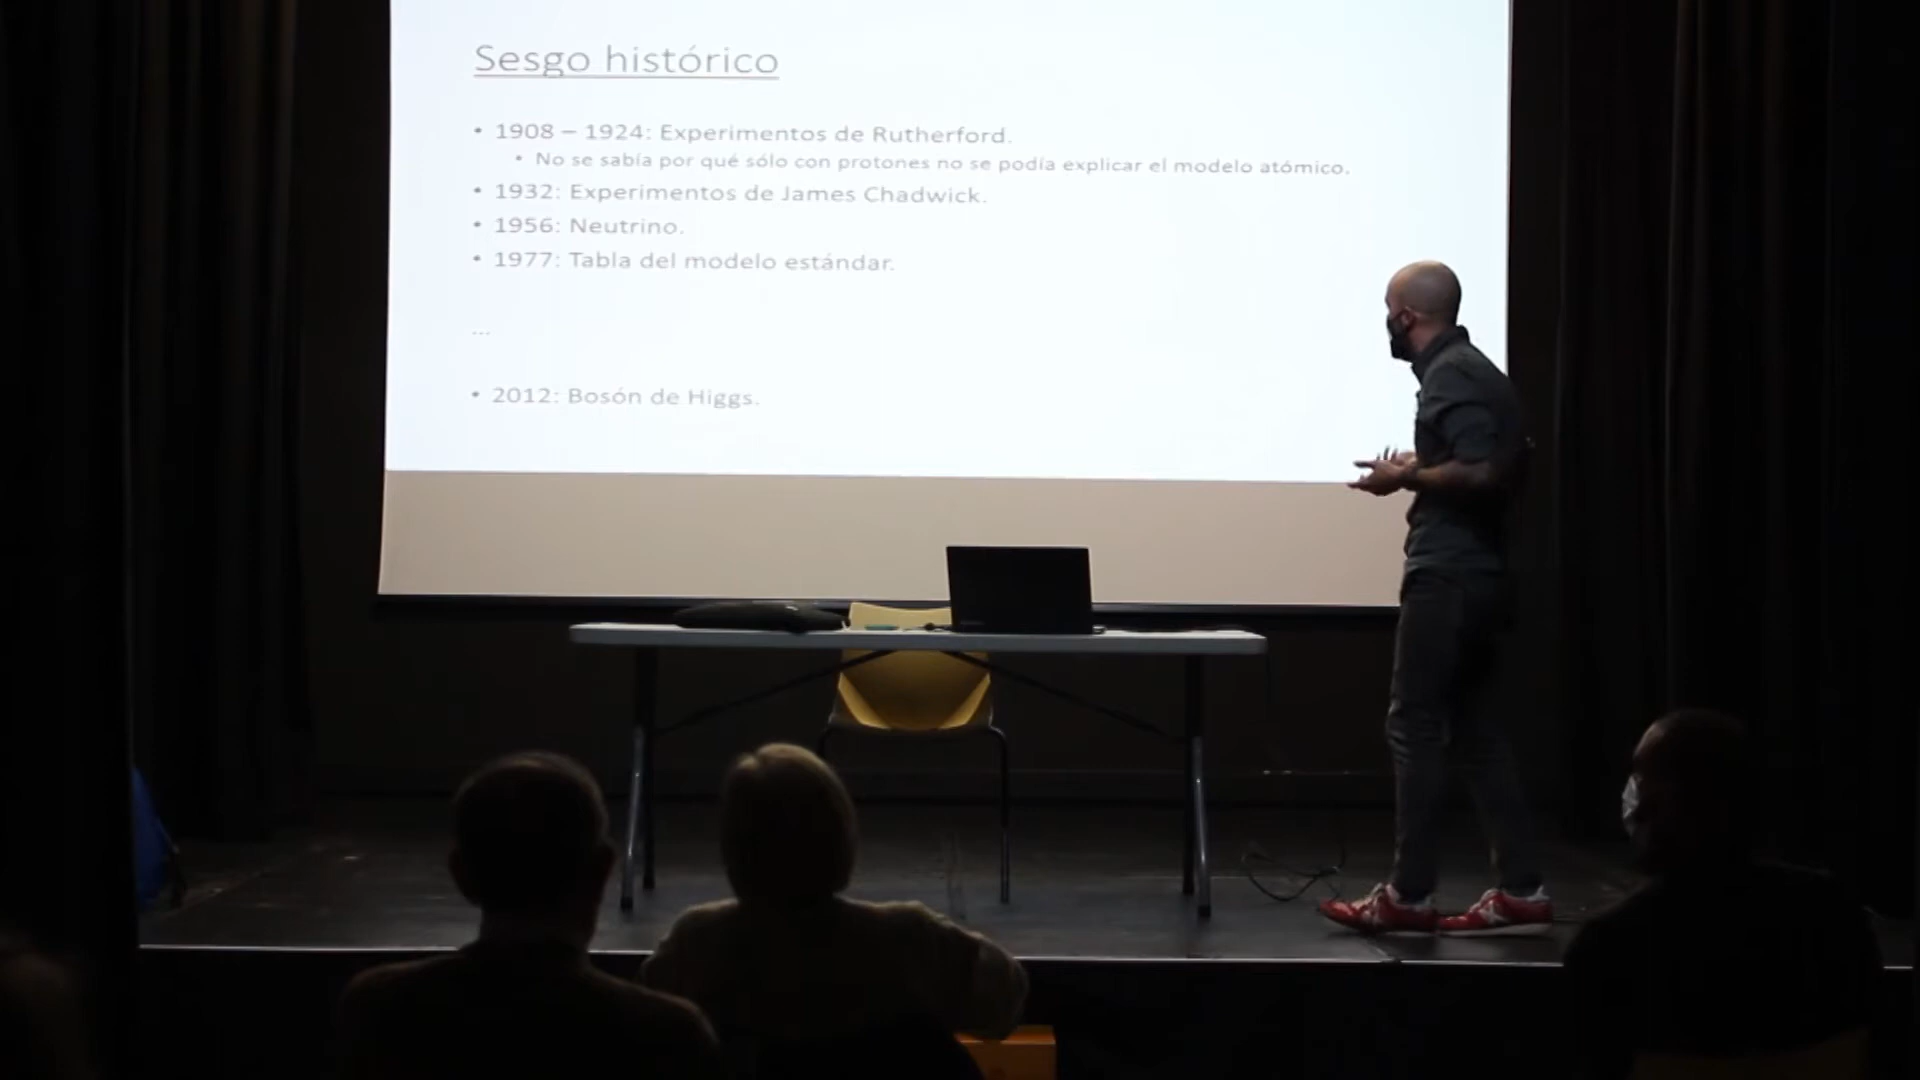 Sesgo histórico
• 1908 – 1924: Experimentos de Rutherford.
• No se sabía por qué sólo con protones no se podía explicar el modelo atómico.
• 1932: Experimentos de James Chadwick.
• 1956: Neutrino.
• 1977: Tabla del modelo estándar.
...
• 2012: Bosón de Higgs.